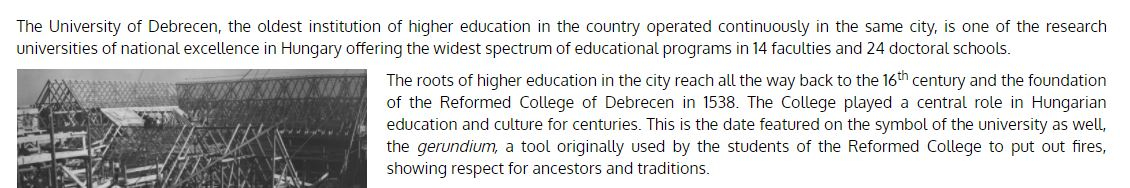 The University of Debrecen, the oldest institution of higher education in the country operated continuously in the same city, is one of the research
universities of national excellence in Hungary offering the widest spectrum of educational programs in 14 faculties and 24 doctoral schools.
The roots of higher education in the city reach all the way back to the 16th century and the foundation
of the Reformed College of Debrecen in 1538. The College played a central role in Hungarian
education and culture for centuries. This is the date featured on the symbol of the university as well,
the gerundium, a tool originally used by the students of the Reformed College to put out fires,
showing respect for ancestors and traditions.